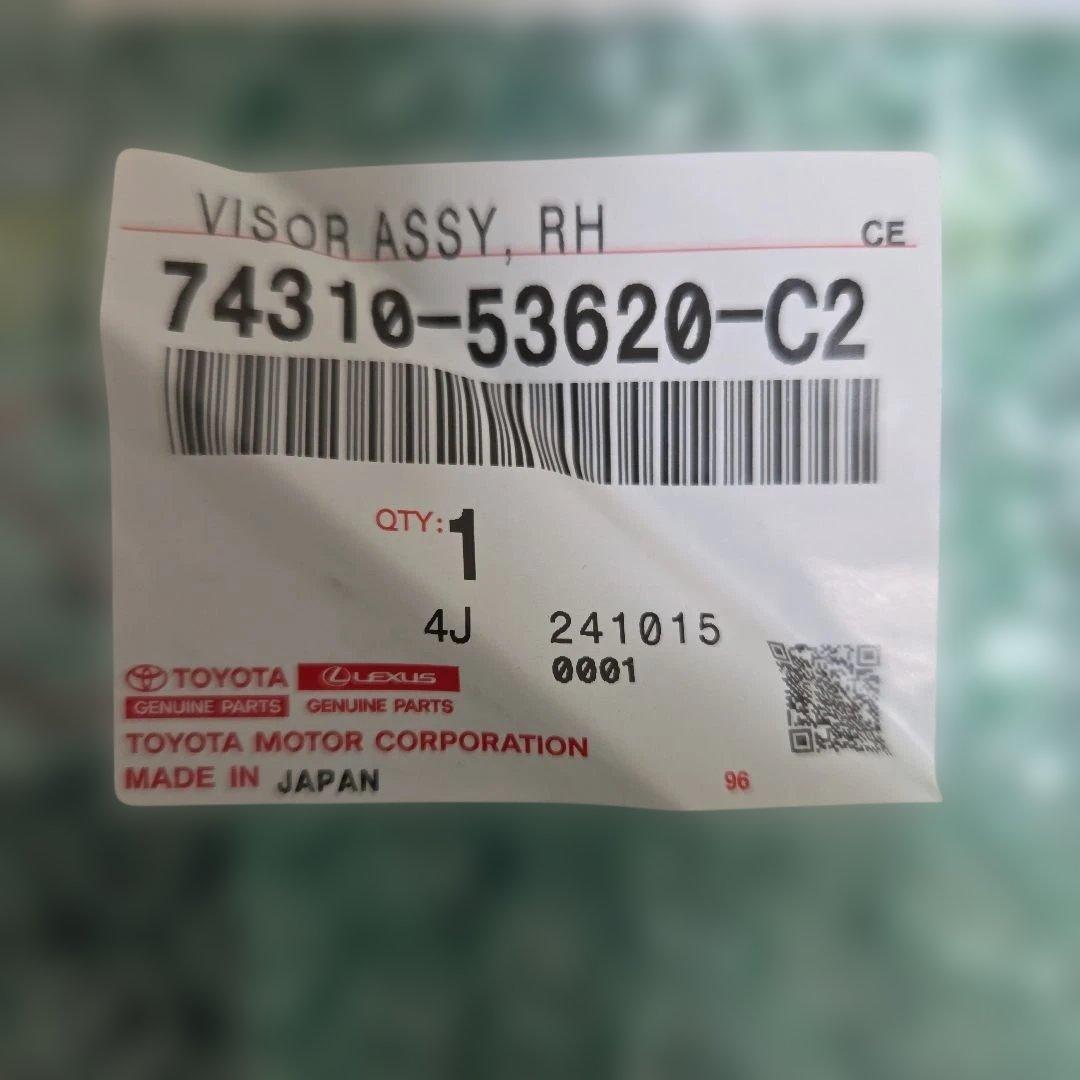 VISOR ASSY, RH CE
74310-53620-C2
QTY: 1
4J 241015
0001
TOYOTA LEXUS
GENUINE PARTS GENUINE PARTS
TOYOTA MOTOR CORPORATION
MADE IN JAPAN 96